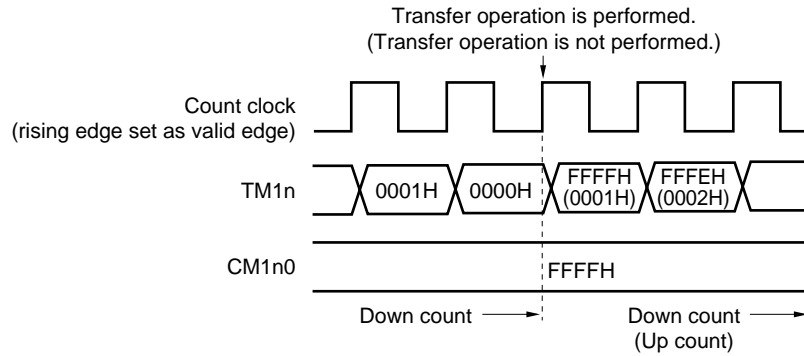 Transfer operation is performed.
(Transfer operation is not performed.)
Count clock
(rising edge set as valid edge)
TM1n
0001H
0000H
FFFFH
(0001H)
FFFEH
(0002H)
CM1n0
FFFFH
Down count
Down count
(Up count)